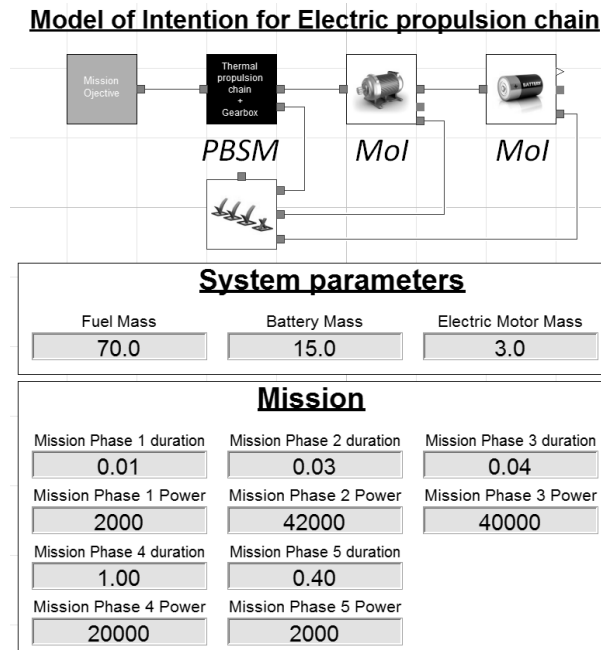 Model of Intention for Electric propulsion chain
Mission
Ojective
Thermal
propulsion
chain
+
Gearbox
BATTERY
PBSM
MoI
MoI
System parameters
Fuel Mass
Battery Mass
Electric Motor Mass
70.0
15.0
3.0
Mission
Mission Phase 1 duration
Mission Phase 2 duration
Mission Phase 3 duration
0.01
0.03
0.04
Mission Phase 1 Power
Mission Phase 2 Power
Mission Phase 3 Power
2000
42000
40000
Mission Phase 4 duration
Mission Phase 5 duration
1.00
0.40
Mission Phase 4 Power
Mission Phase 5 Power
20000
2000